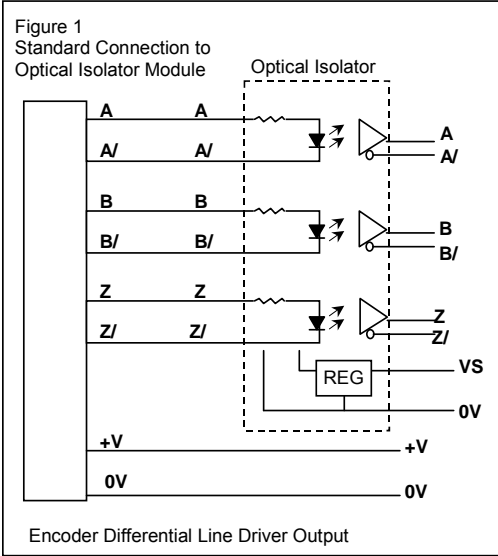 Figure 1
Standard Connection to
Optical Isolator Module
Optical Isolator
A A
A
A/ A/
A/
B B
B
B/ B/
B/
Z Z
Z
Z/ Z/
Z/
VS
REG
0V
+V
+V
0V
0V
Encoder Differential Line Driver Output